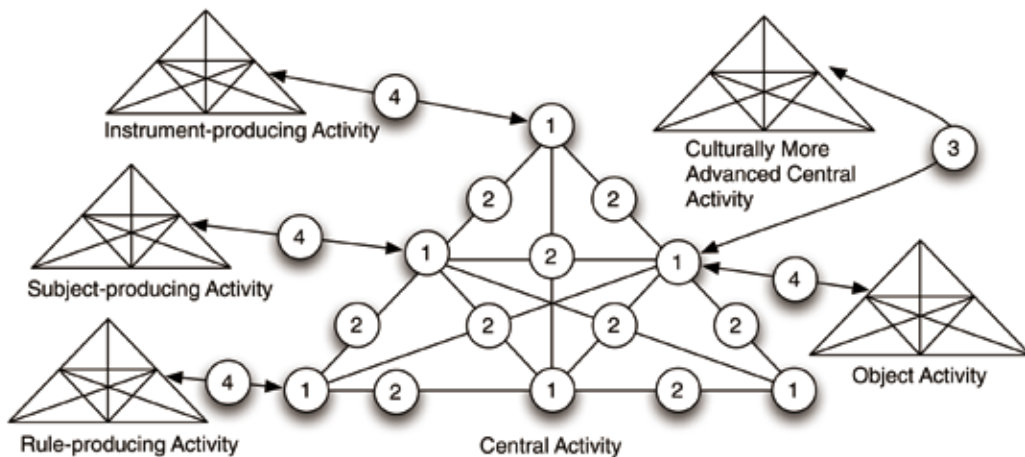 4
Instrument-producing Activity
1
Culturally More
Advanced Central
Activity
3
2
2
4
Subject-producing Activity
1
2
1
4
2
2
2
2
Object Activity
4
Rule-producing Activity
1
2
1
2
1
Central Activity